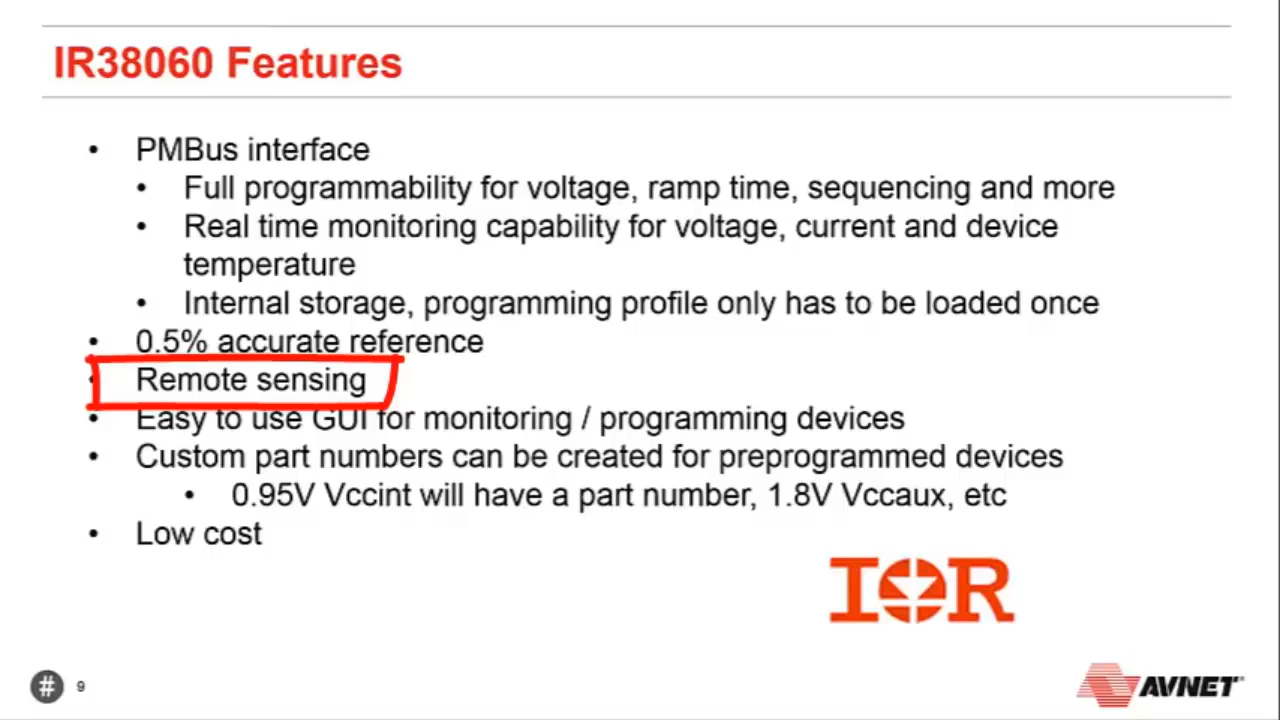 IR38060 Features
• PMBus interface
• Full programmability for voltage, ramp time, sequencing and more
• Real time monitoring capability for voltage, current and device
temperature
• Internal storage, programming profile only has to be loaded once
• 0.5% accurate reference
• Remote sensing
• Easy to use GUI for monitoring / programming devices
• Custom part numbers can be created for preprogrammed devices
• 0.95V Vccint will have a part number, 1.8V Vccaux, etc
• Low cost
IOR
# 9
AVNET